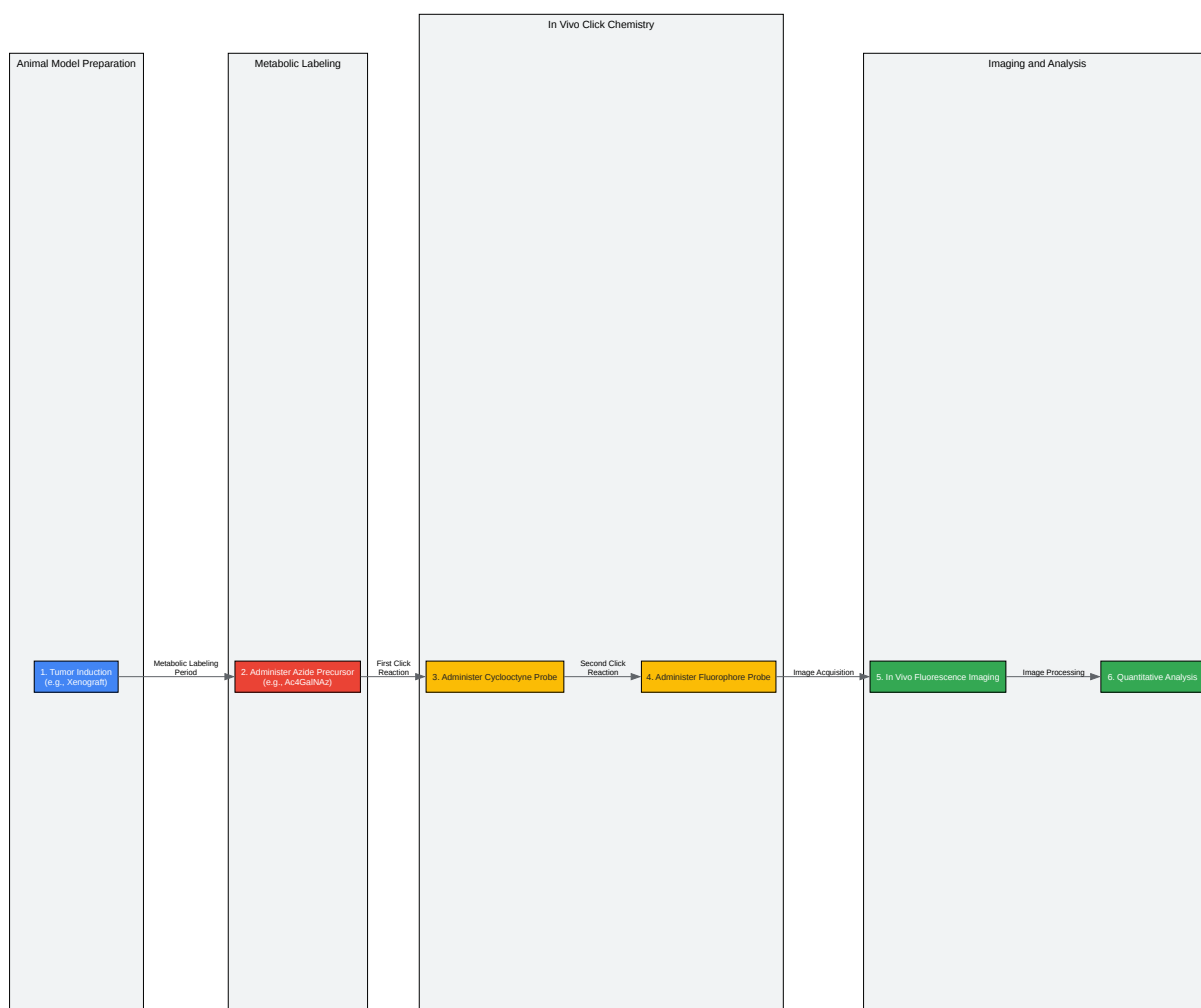 In Vivo Click Chemistry
Animal Model Preparation
Metabolic Labeling
Imaging and Analysis
1. Tumor Induction
(e.g., Xenograft)
Metabolic Labeling
Period
2. Administer Azide Precursor
(e.g., Ac4GalNAz)
First Click
Reaction
3. Administer Cyclooctyne Probe
Second Click
Reaction
4. Administer Fluorophore Probe
Image Acquisition
5. In Vivo Fluorescence Imaging
Image Processing
6. Quantitative Analysis